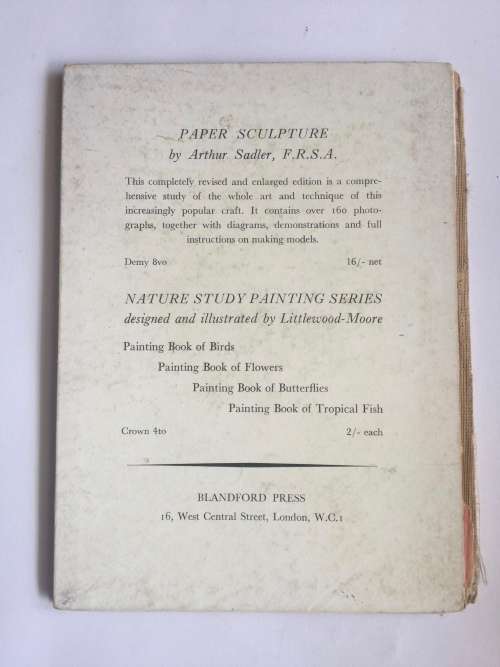 PAPER SCULPTURE
by Arthur Sadler, F.R.S.A.
This completely revised and enlarged edition is a compre-
hensive study of the whole art and technique of this
increasingly popular craft. It contains over 160 photo-
graphs, together with diagrams, demonstrations and full
instructions on making models.
Demy 8vo 16/- net
NATURE STUDY PAINTING SERIES
designed and illustrated by Littlewood-Moore
Painting Book of Birds
Painting Book of Flowers
Painting Book of Butterflies
Painting Book of Tropical Fish
Crown 4to 2/- each
BLANDFORD PRESS
16, West Central Street, London, W.C.1